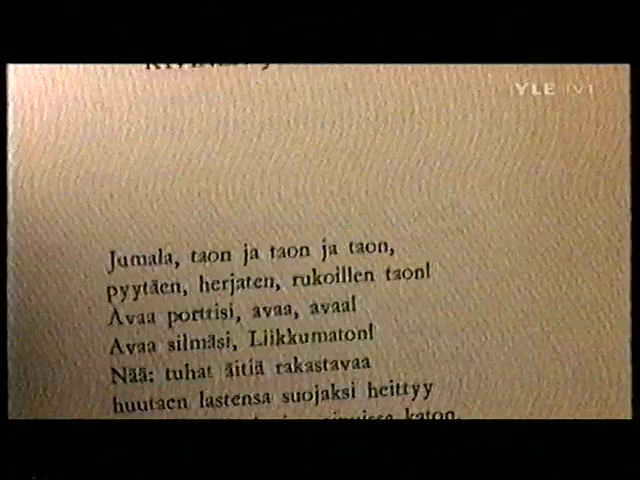 YLE TV1
Jumala, taon ja taon ja taon,
pyytäen, herjaten, rukoillen taon!
Avaa porttisi, avaa, avaa!
Avaa silmäsi, Liikkumaton!
Nää: tuhat äitiä rakastavaa
huutaen lastensa suojaksi heittyy
katon.